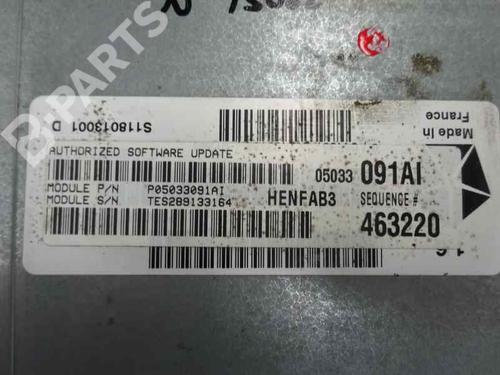 B-PARTS
S118013001 D
Made in
France
AUTHORIZED SOFTWARE UPDATE
05033 091AI
MODULE P/N P05033091AI
MODULE S/N TES289133164
HENFAB3 SEQUENCE #
463220